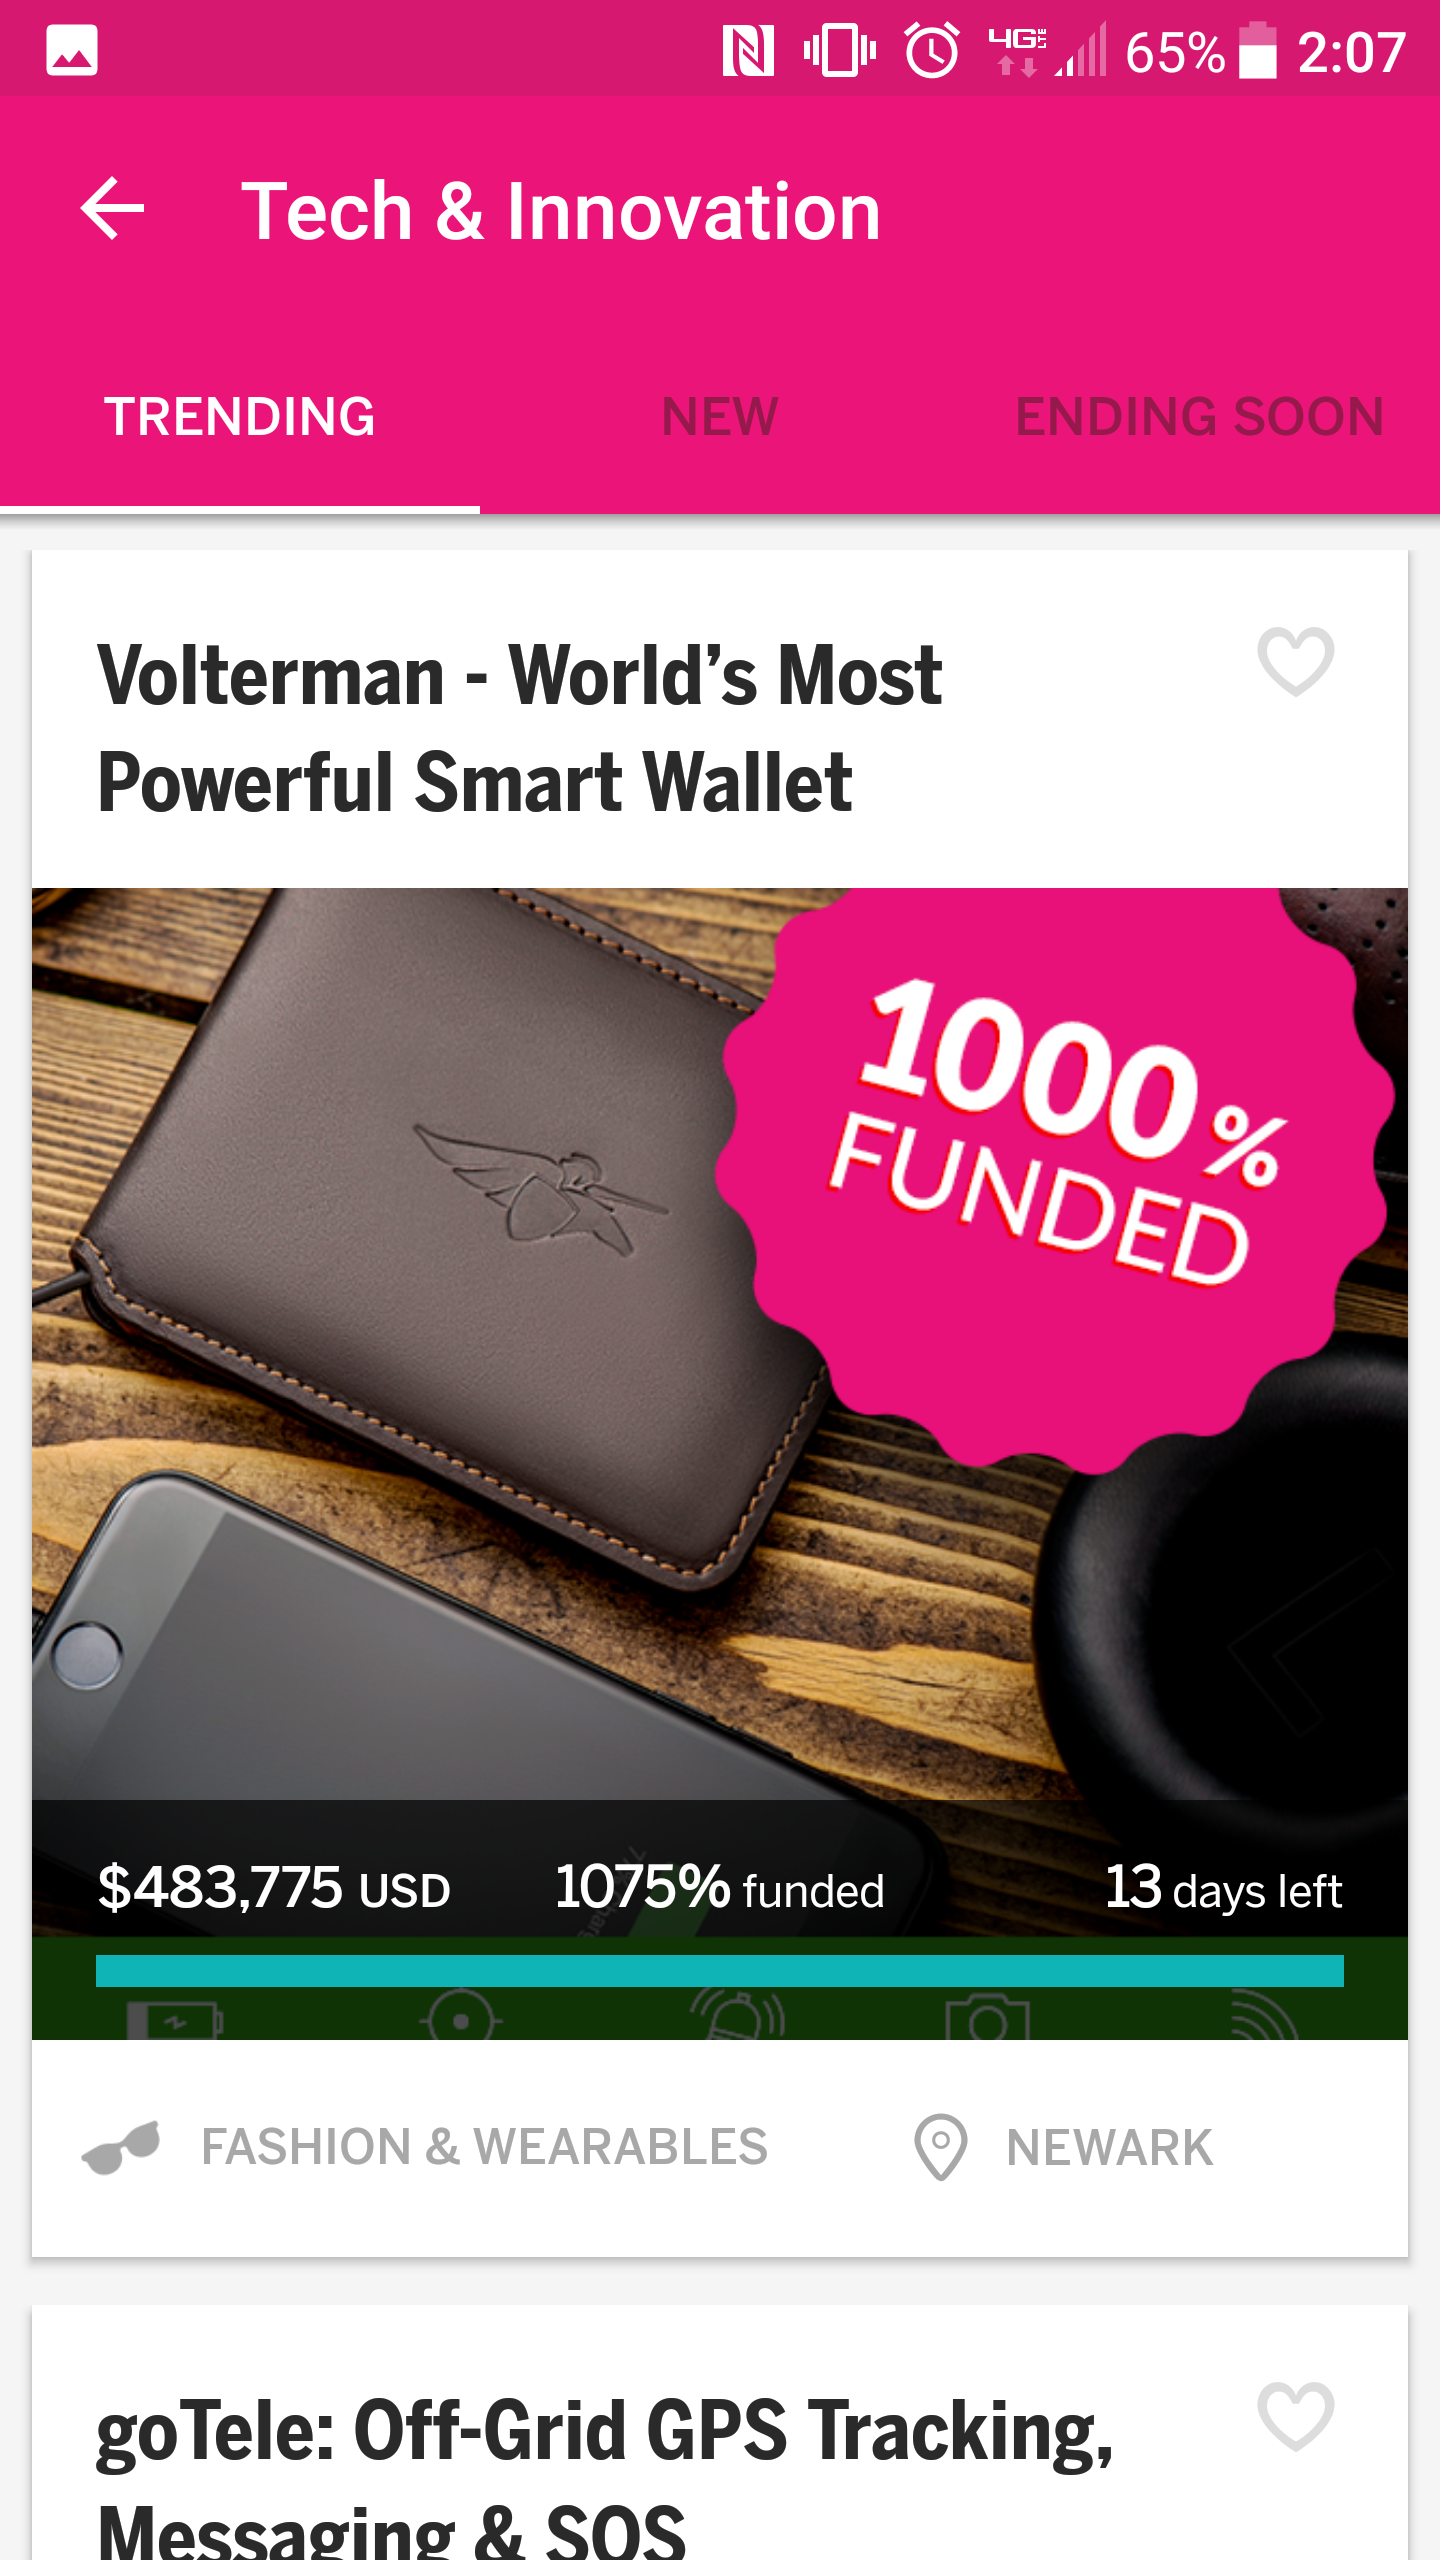 4G LTE 65% 2:07
Tech & Innovation
TRENDING NEW ENDING SOON
Volterman - World’s Most
Powerful Smart Wallet
1000%
FUNDED
$483,775 USD 1075% funded 13 days left
FASHION & WEARABLES NEWARK
goTele: Off-Grid GPS Tracking,
Messaging & SOS